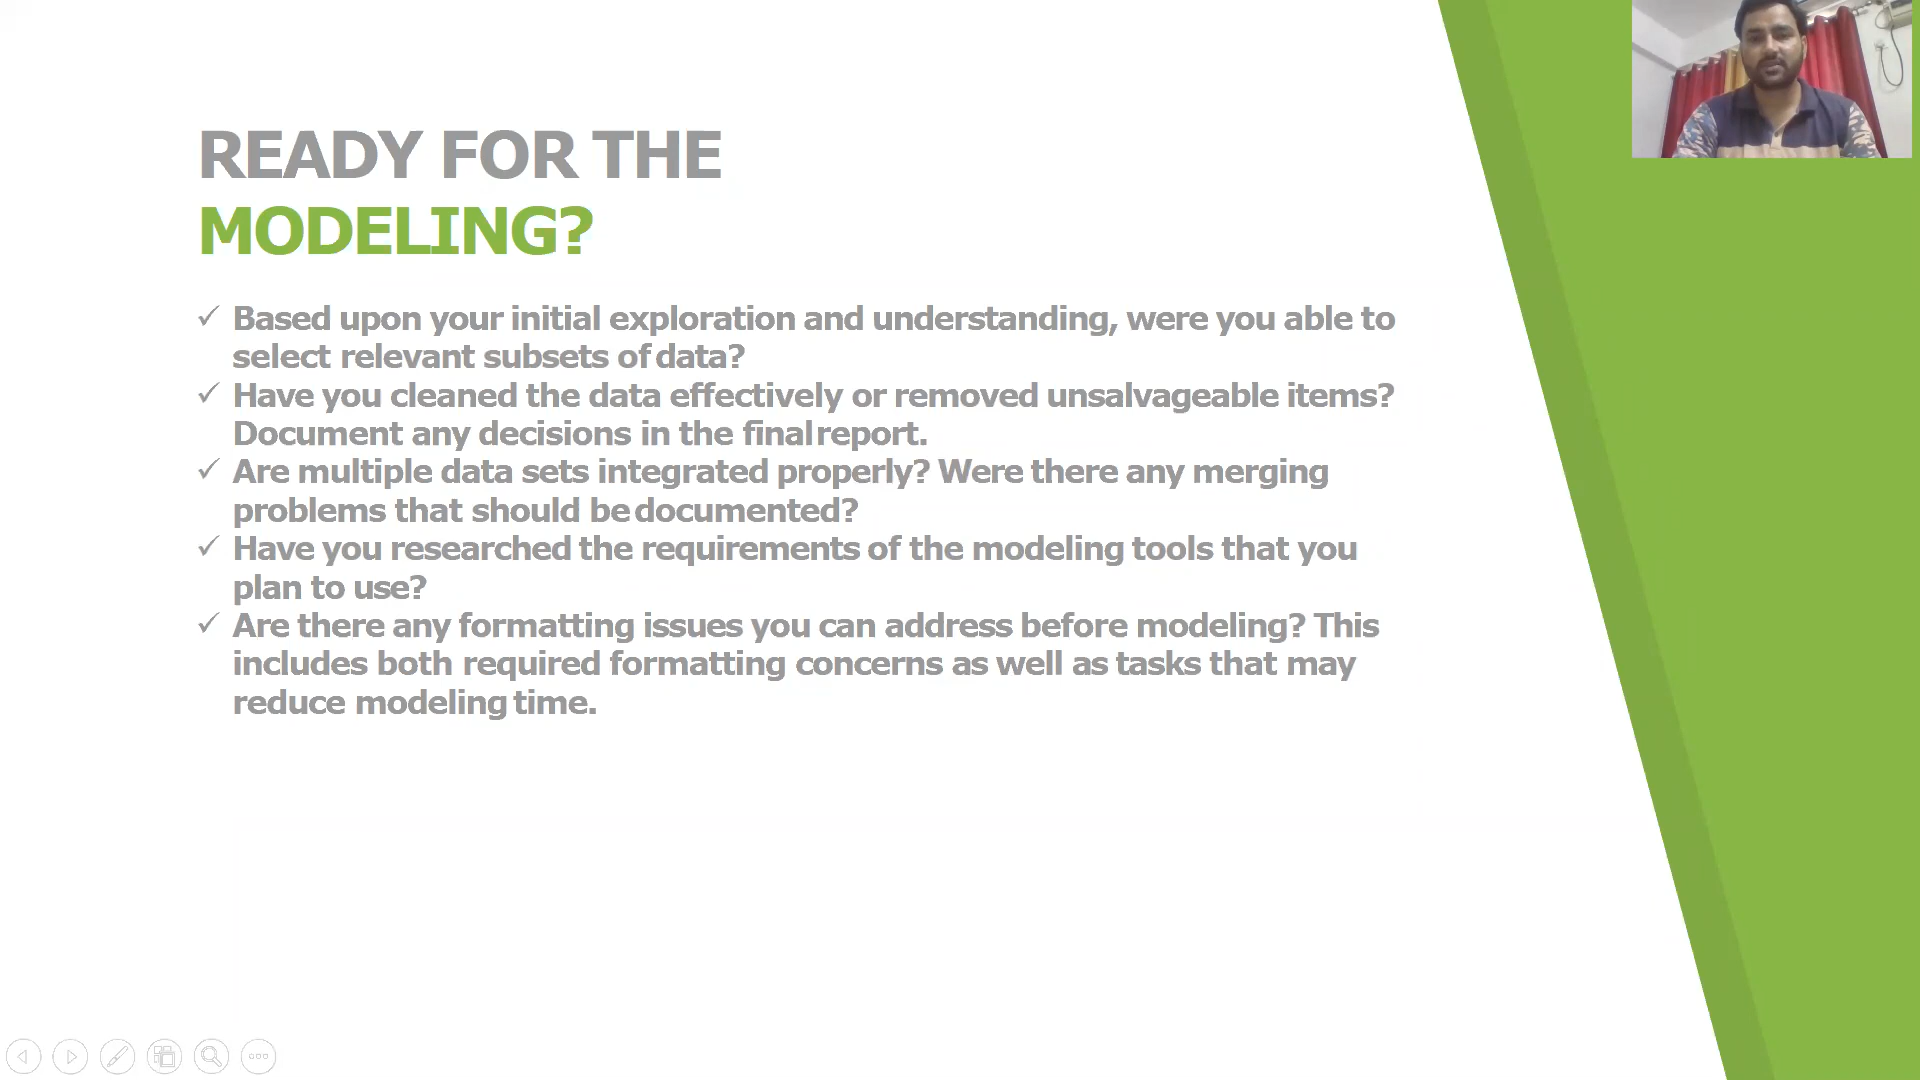 READY FOR THE
MODELING?
✓ Based upon your initial exploration and understanding, were you able to
select relevant subsets of data?
✓ Have you cleaned the data effectively or removed unsalvageable items?
Document any decisions in the final report.
✓ Are multiple data sets integrated properly? Were there any merging
problems that should be documented?
✓ Have you researched the requirements of the modeling tools that you
plan to use?
✓ Are there any formatting issues you can address before modeling? This
includes both required formatting concerns as well as tasks that may
reduce modeling time.